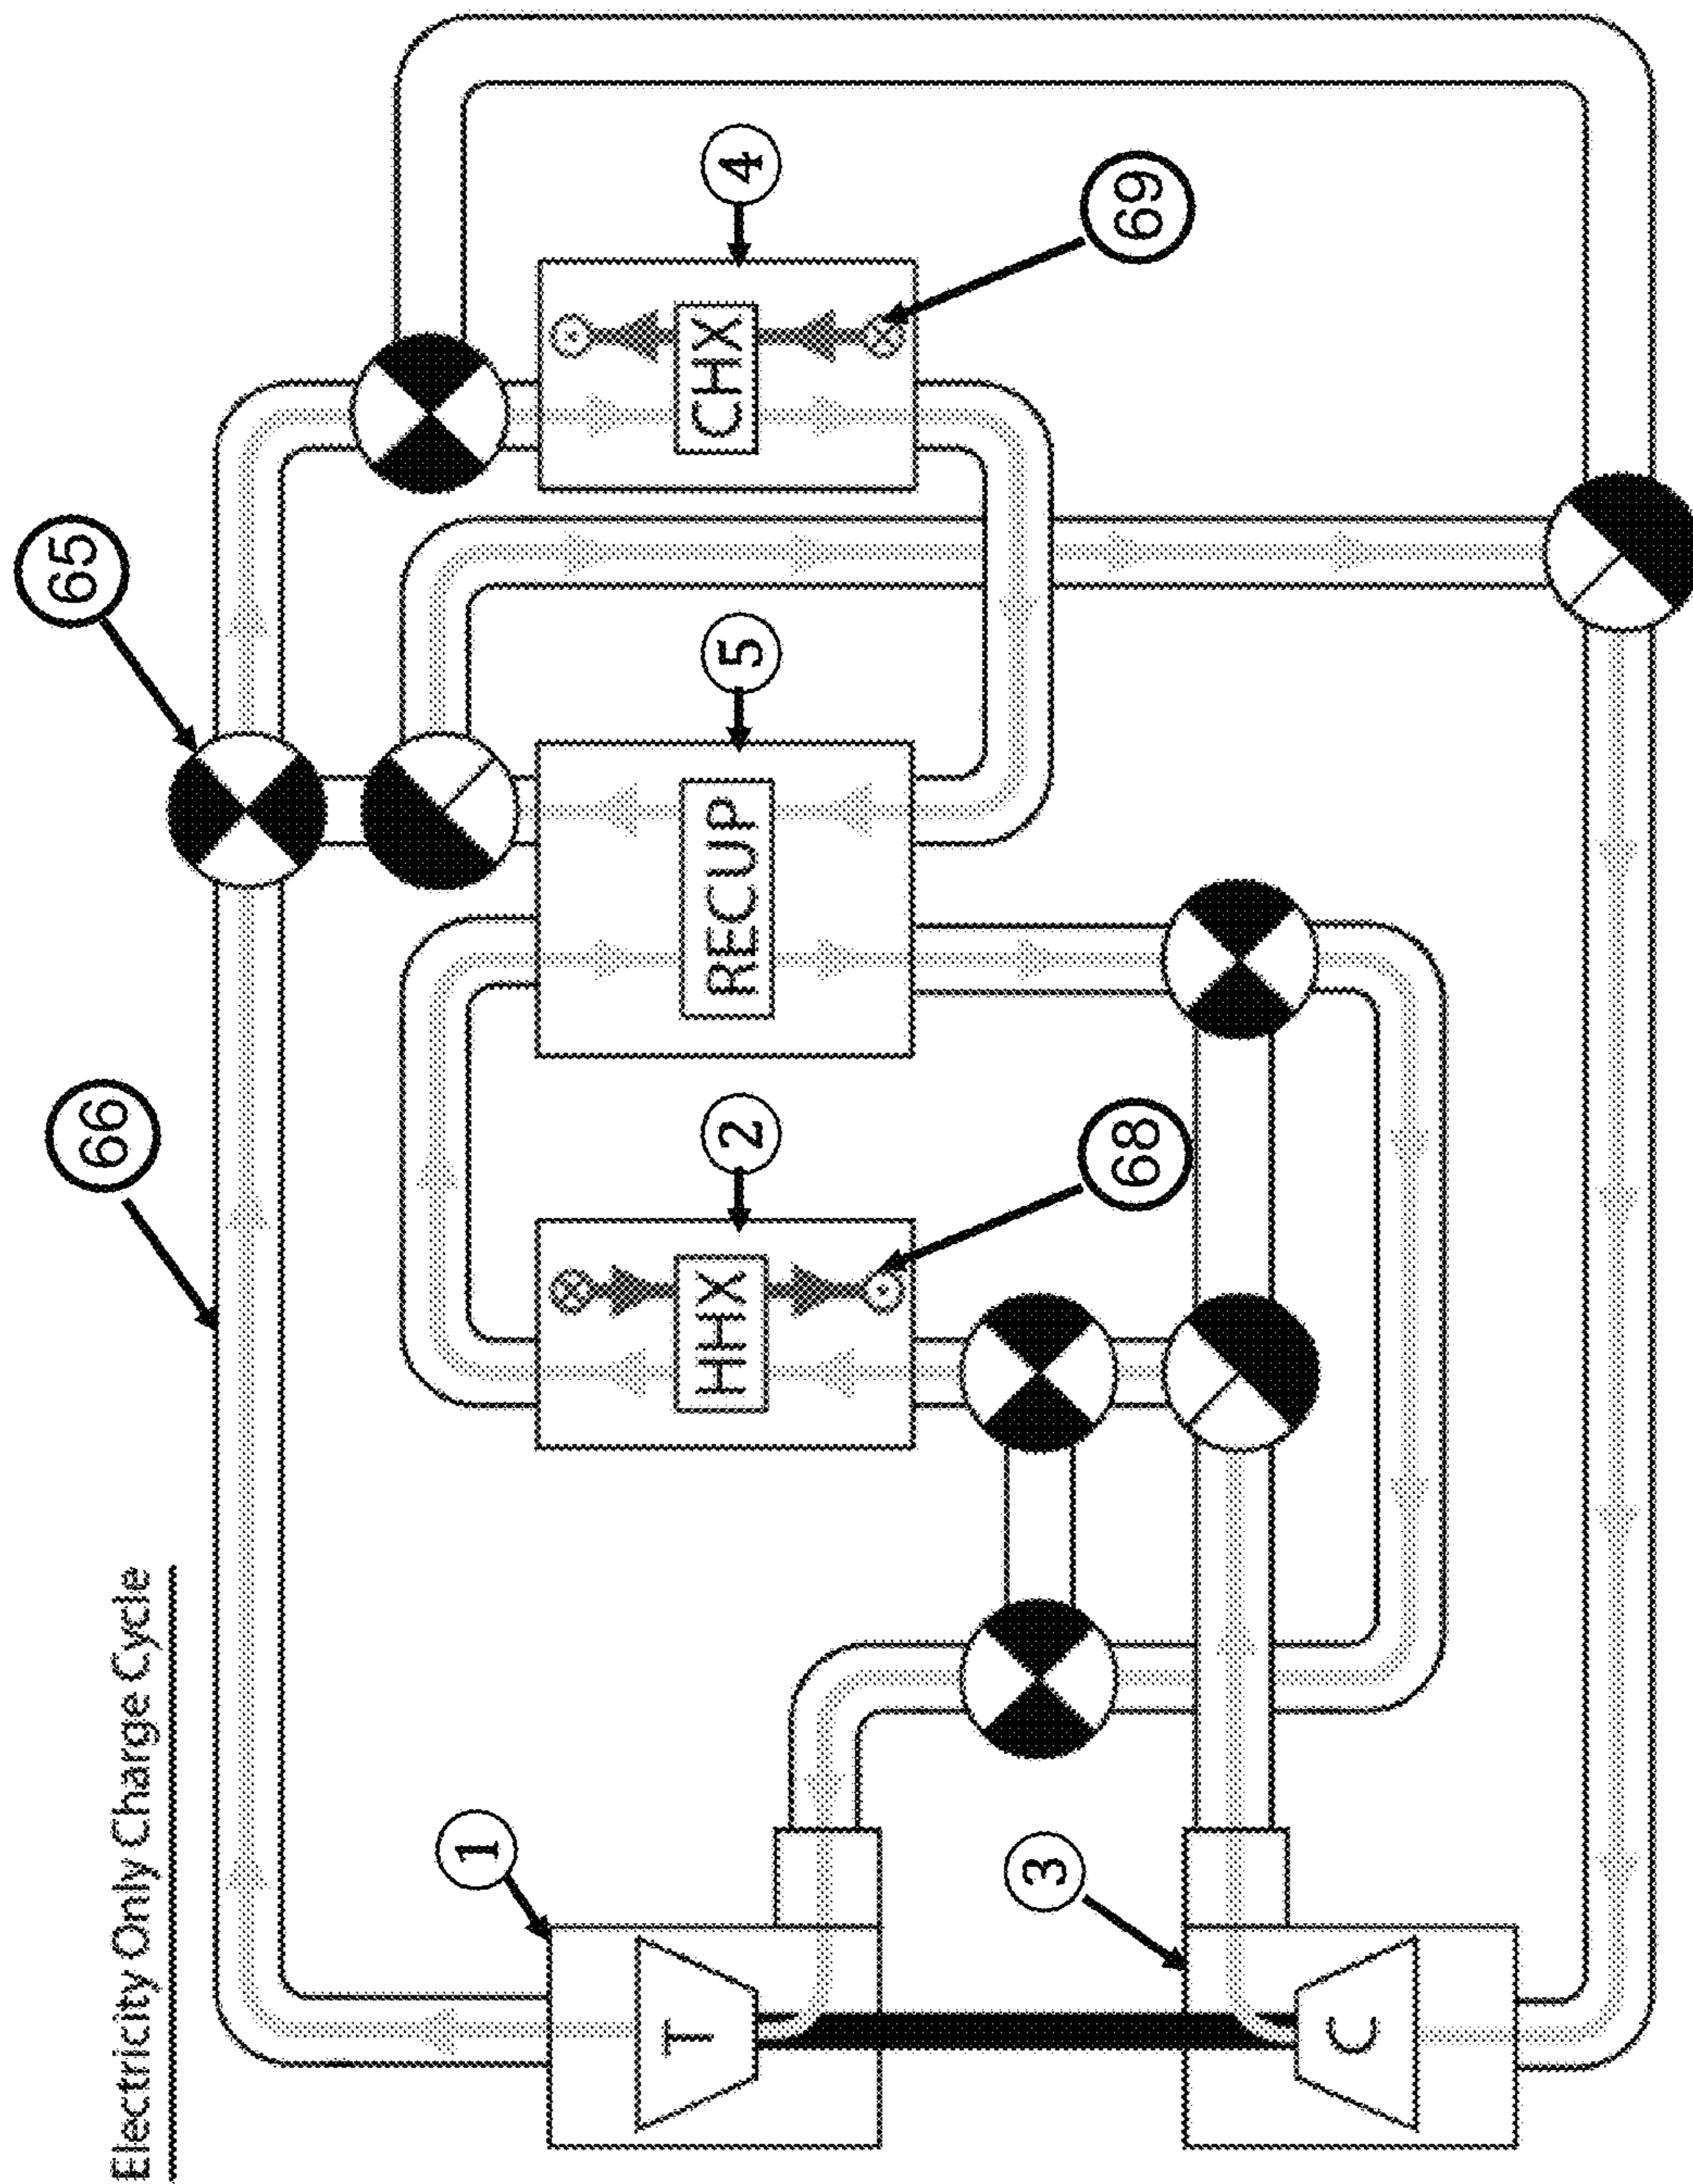 Electricity Only Charge Cycle
66
65
1
T
3
C
2
HHX
68
5
RECUP
4
CHX
69